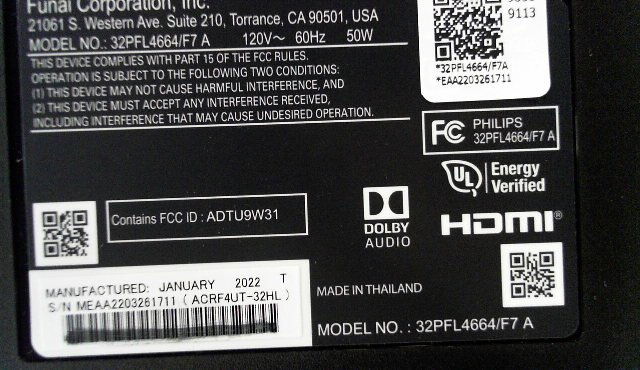 Funai Corporation, Inc.
21061 S. Western Ave. Suite 210, Torrance, CA 90501, USA
MODEL NO.: 32PFL4664/F7 A 120V~ 60Hz 50W
THIS DEVICE COMPLIES WITH PART 15 OF THE FCC RULES.
OPERATION IS SUBJECT TO THE FOLLOWING TWO CONDITIONS:
(1) THIS DEVICE MAY NOT CAUSE HARMFUL INTERFERENCE, AND
(2) THIS DEVICE MUST ACCEPT ANY INTERFERENCE RECEIVED,
INCLUDING INTERFERENCE THAT MAY CAUSE UNDESIRED OPERATION.
9113
*32PFL4664/F7A
*EAA2203261711
FC PHILIPS
32PFL4664/F7 A
UL Energy
Verified
Contains FCC ID : ADTU9W31
DOLBY
AUDIO
HDMI®
MANUFACTURED: JANUARY 2022 T
S/N MEAA2203261711 ( ACRF4UT-32HL )
MADE IN THAILAND
MODEL NO. : 32PFL4664/F7 A